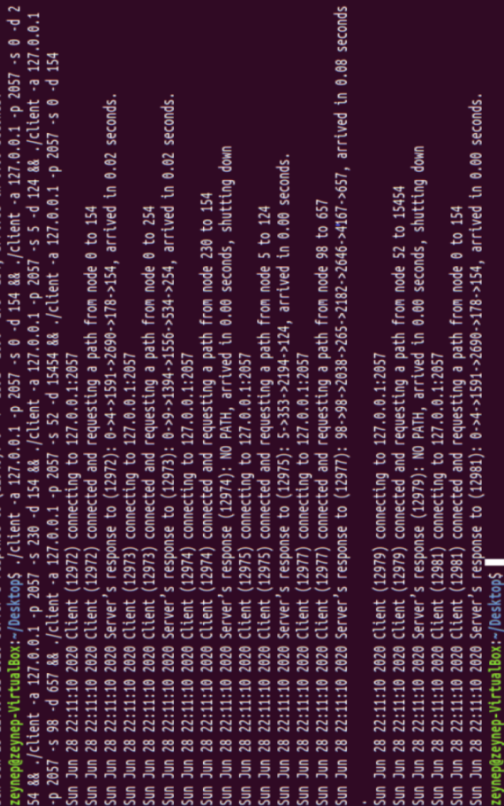 zeynep@zeynep-VirtualBox:~/Desktop$ ./client -a 127.0.0.1 -p 2057 -s 0 -d 154 && ./client -a 127.0.0.1 -p 2057 -s 0 -d 2
54 && ./client -a 127.0.0.1 -p 2057 -s 230 -d 154 && ./client -a 127.0.0.1 -p 2057 -s 5 -d 124 && ./client -a 127.0.0.1
-p 2057 -s 98 -d 657 && ./client -a 127.0.0.1 -p 2057 -s 52 -d 15454 && ./client -a 127.0.0.1 -p 2057 -s 0 -d 154
Sun Jun 28 22:11:10 2020 Client (12972) connecting to 127.0.0.1:2057
Sun Jun 28 22:11:10 2020 Client (12972) connected and requesting a path from node 0 to 154
Sun Jun 28 22:11:10 2020 Server's response to (12972): 0->4->1591->2690->178->154, arrived in 0.02 seconds.
Sun Jun 28 22:11:10 2020 Client (12973) connecting to 127.0.0.1:2057
Sun Jun 28 22:11:10 2020 Client (12973) connected and requesting a path from node 0 to 254
Sun Jun 28 22:11:10 2020 Server's response to (12973): 0->9->1394->1556->534->254, arrived in 0.02 seconds.
Sun Jun 28 22:11:10 2020 Client (12974) connecting to 127.0.0.1:2057
Sun Jun 28 22:11:10 2020 Client (12974) connected and requesting a path from node 230 to 154
Sun Jun 28 22:11:10 2020 Server's response (12974): NO PATH, arrived in 0.00 seconds, shutting down
Sun Jun 28 22:11:10 2020 Client (12975) connecting to 127.0.0.1:2057
Sun Jun 28 22:11:10 2020 Client (12975) connected and requesting a path from node 5 to 124
Sun Jun 28 22:11:10 2020 Server's response to (12975): 5->353->2194->124, arrived in 0.00 seconds.
Sun Jun 28 22:11:10 2020 Client (12977) connecting to 127.0.0.1:2057
Sun Jun 28 22:11:10 2020 Client (12977) connected and requesting a path from node 98 to 657
Sun Jun 28 22:11:10 2020 Server's response to (12977): 98->98->2038->265->2182->2646->4167->657, arrived in 0.08 seconds
.
Sun Jun 28 22:11:10 2020 Client (12979) connecting to 127.0.0.1:2057
Sun Jun 28 22:11:10 2020 Client (12979) connected and requesting a path from node 52 to 15454
Sun Jun 28 22:11:10 2020 Server's response (12979): NO PATH, arrived in 0.00 seconds, shutting down
Sun Jun 28 22:11:10 2020 Client (12981) connecting to 127.0.0.1:2057
Sun Jun 28 22:11:10 2020 Client (12981) connected and requesting a path from node 0 to 154
Sun Jun 28 22:11:10 2020 Server's response to (12981): 0->4->1591->2690->178->154, arrived in 0.00 seconds.
zeynep@zeynep-VirtualBox:~/Desktop$